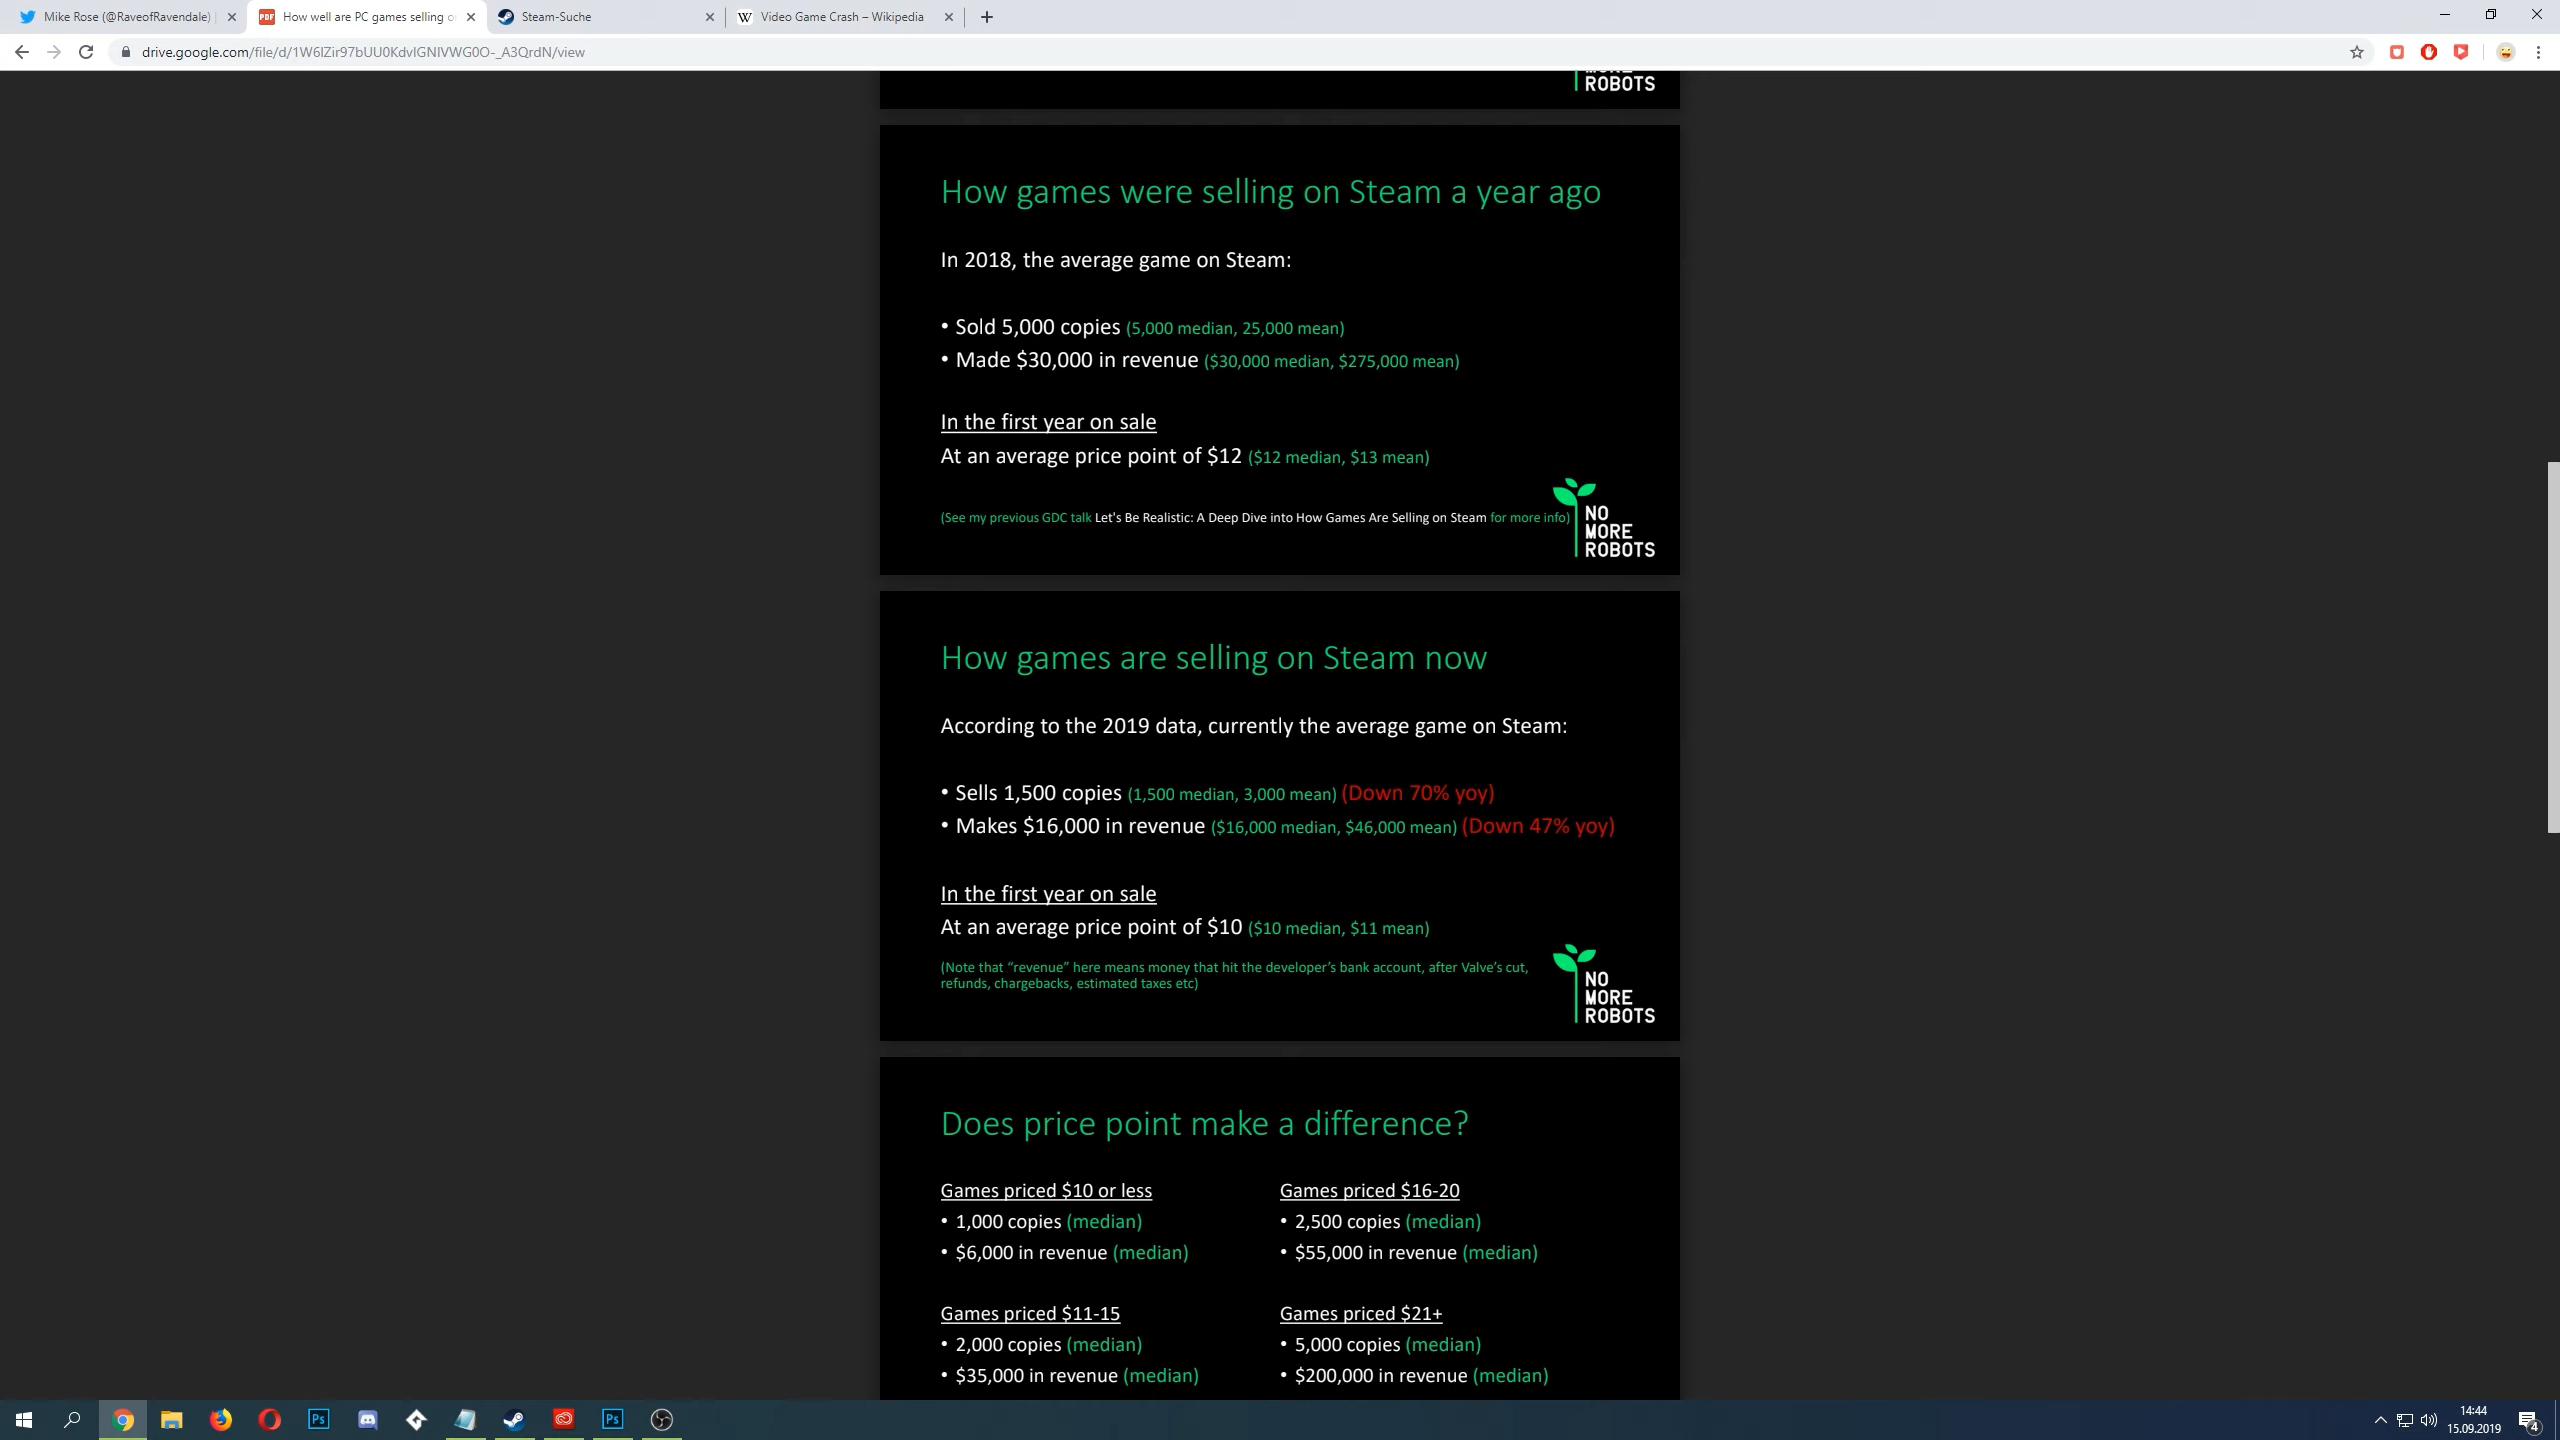 Mike Rose (@RaveofRavendale) |
How well are PC games selling o
Steam-Suche
Video Game Crash – Wikipedia
drive.google.com/file/d/1W6lZir97bUU0KdvIGNIVWG0O-_A3QrdN/view
ROBOTS
How games were selling on Steam a year ago
In 2018, the average game on Steam:
• Sold 5,000 copies (5,000 median, 25,000 mean)
• Made $30,000 in revenue ($30,000 median, $275,000 mean)
In the first year on sale
At an average price point of $12 ($12 median, $13 mean)
(See my previous GDC talk Let's Be Realistic: A Deep Dive into How Games Are Selling on Steam for more info)
NO
MORE
ROBOTS
How games are selling on Steam now
According to the 2019 data, currently the average game on Steam:
• Sells 1,500 copies (1,500 median, 3,000 mean) (Down 70% yoy)
• Makes $16,000 in revenue ($16,000 median, $46,000 mean) (Down 47% yoy)
In the first year on sale
At an average price point of $10 ($10 median, $11 mean)
(Note that “revenue” here means money that hit the developer’s bank account, after Valve’s cut,
refunds, chargebacks, estimated taxes etc)
NO
MORE
ROBOTS
Does price point make a difference?
Games priced $10 or less
• 1,000 copies (median)
• $6,000 in revenue (median)
Games priced $16-20
• 2,500 copies (median)
• $55,000 in revenue (median)
Games priced $11-15
• 2,000 copies (median)
• $35,000 in revenue (median)
Games priced $21+
• 5,000 copies (median)
• $200,000 in revenue (median)
14:44
15.09.2019
4